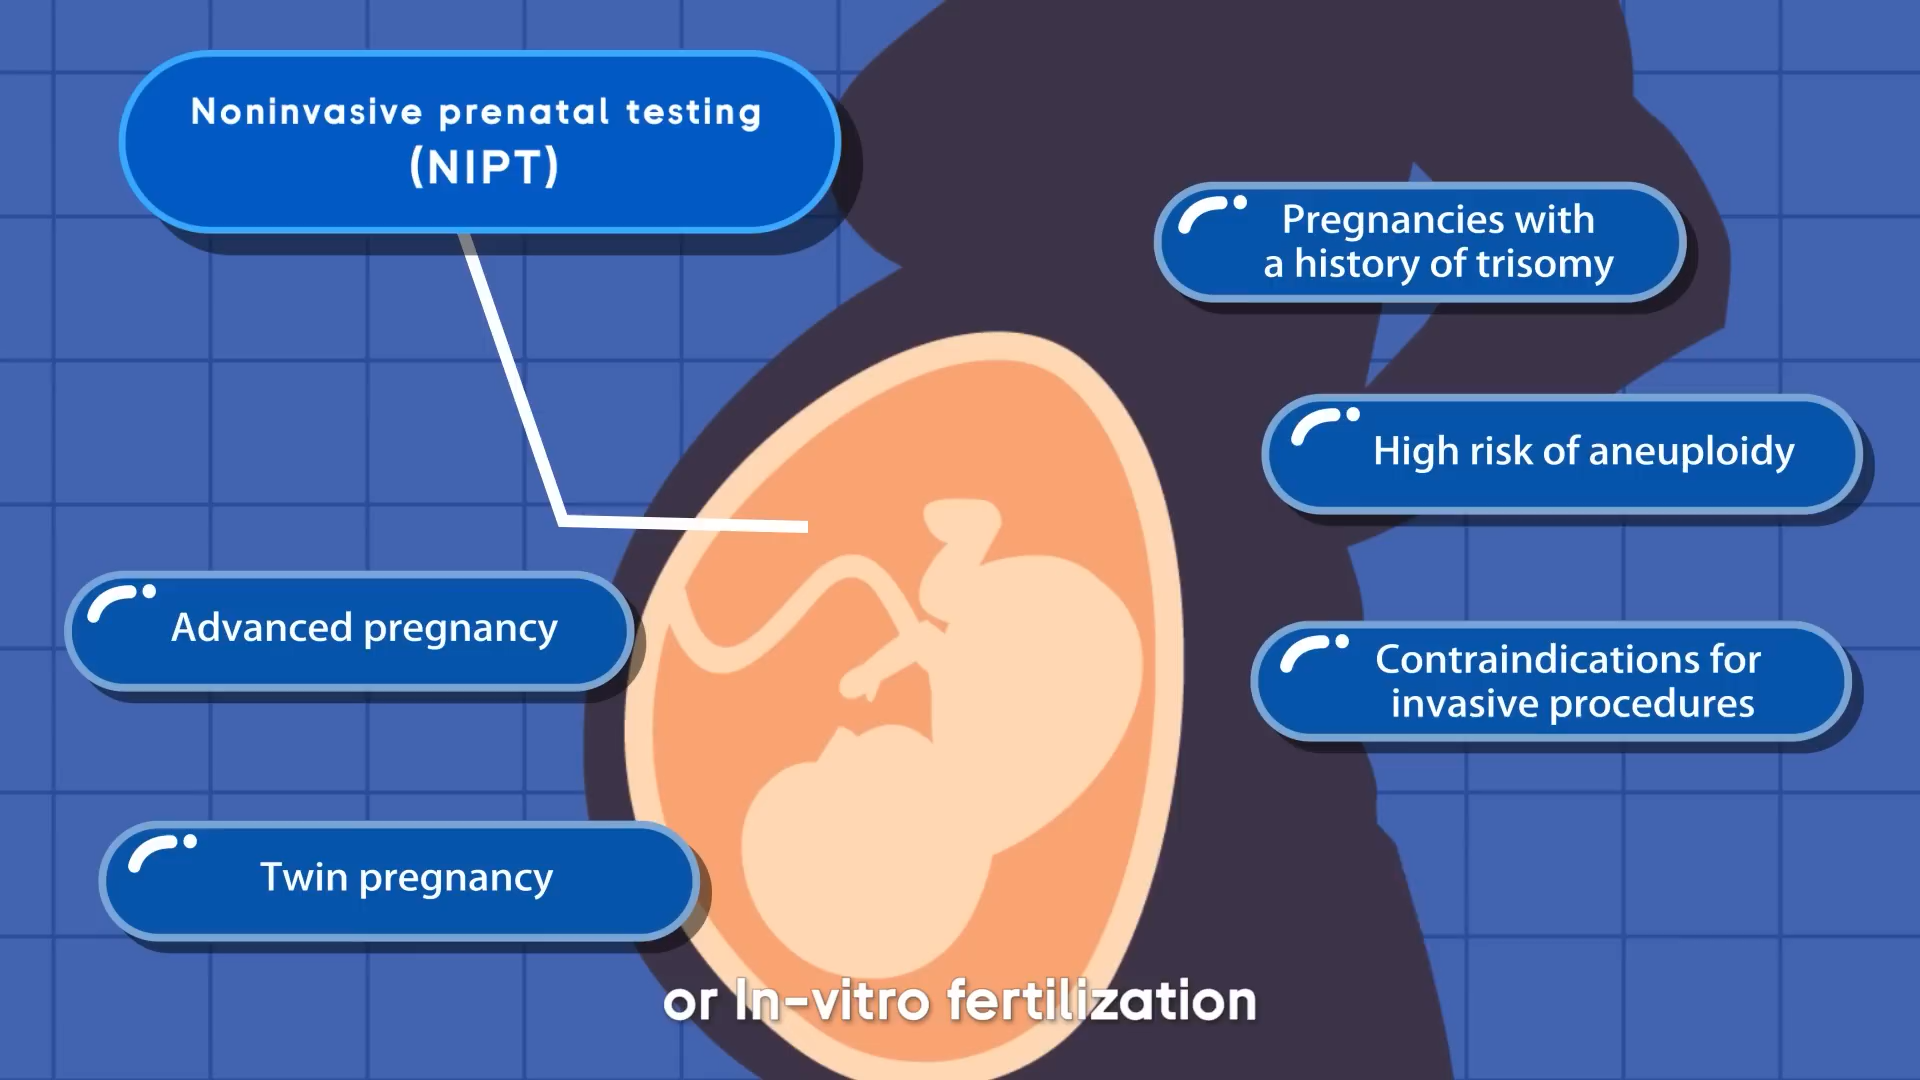 Noninvasive prenatal testing
(NIPT)
Pregnancies with
a history of trisomy
High risk of aneuploidy
Advanced pregnancy
Contraindications for
invasive procedures
Twin pregnancy
or In-vitro fertilization